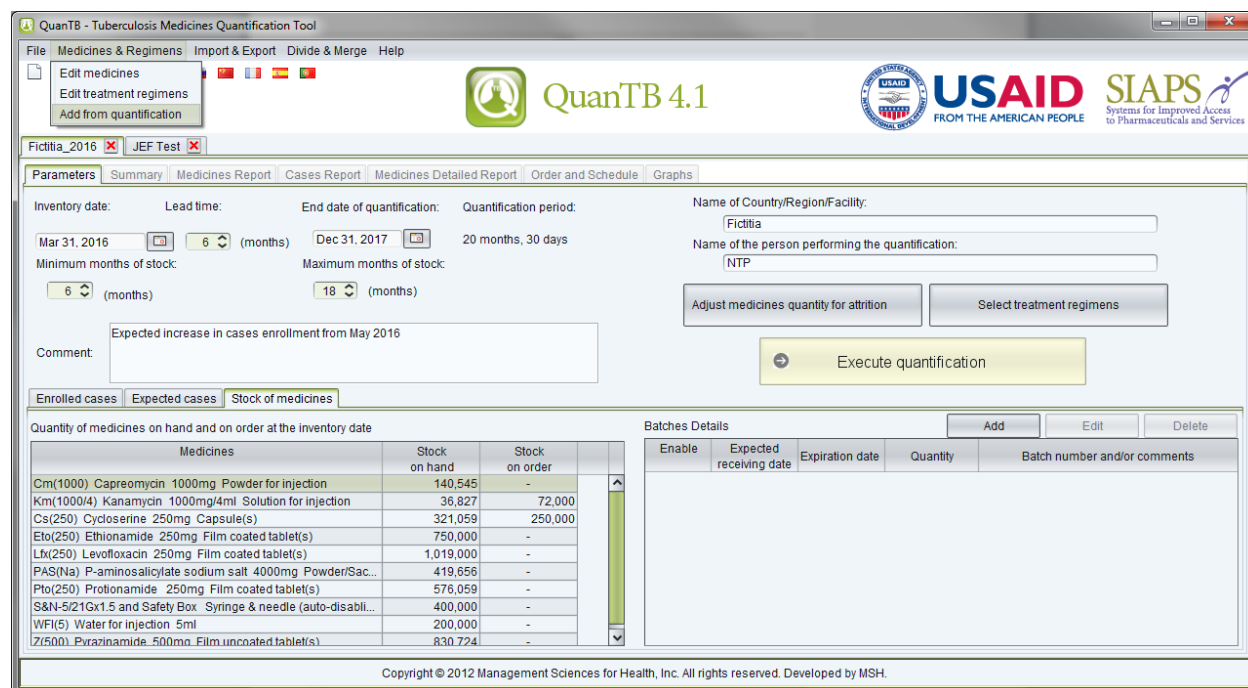 QuanTB - Tuberculosis Medicines Quantification Tool
File Medicines & Regimens Import & Export Divide & Merge Help
Edit medicines
Edit treatment regimens
Add from quantification
QuanTB 4.1
USAID
USAID
FROM THE AMERICAN PEOPLE
SIAPS
Systems for Improved Access
to Pharmaceuticals and Services
Fictitia_2016 JEF Test
Parameters Summary Medicines Report Cases Report Medicines Detailed Report Order and Schedule Graphs
Inventory date: Lead time: End date of quantification: Quantification period:
Mar 31, 2016 6 (months) Dec 31, 2017 20 months, 30 days
Minimum months of stock: Maximum months of stock:
6 (months) 18 (months)
Name of Country/Region/Facility:
Fictitia
Name of the person performing the quantification:
NTP
Adjust medicines quantity for attrition Select treatment regimens
Comment: Expected increase in cases enrollment from May 2016
Execute quantification
Enrolled cases Expected cases Stock of medicines
Quantity of medicines on hand and on order at the inventory date
Medicines Stock on hand Stock on order
Cm(1000) Capreomycin 1000mg Powder for injection 140,545 -
Km(1000/4) Kanamycin 1000mg/4ml Solution for injection 36,827 72,000
Cs(250) Cycloserine 250mg Capsule(s) 321,059 250,000
Eto(250) Ethionamide 250mg Film coated tablet(s) 750,000 -
Lfx(250) Levofloxacin 250mg Film coated tablet(s) 1,019,000 -
PAS(Na) P-aminosalicylate sodium salt 4000mg Powder/Sac... 419,656 -
Pto(250) Protionamide 250mg Film coated tablet(s) 576,059 -
S&N-5/21Gx1.5 and Safety Box Syringe & needle (auto-disabli... 400,000 -
WFI(5) Water for injection 5ml 200,000 -
Z(500) Pyrazinamide 500mg Film uncoated tablet(s) 830,724 -
Batches Details Add Edit Delete
Enable Expected receiving date Expiration date Quantity Batch number and/or comments
Copyright © 2012 Management Sciences for Health, Inc. All rights reserved. Developed by MSH.